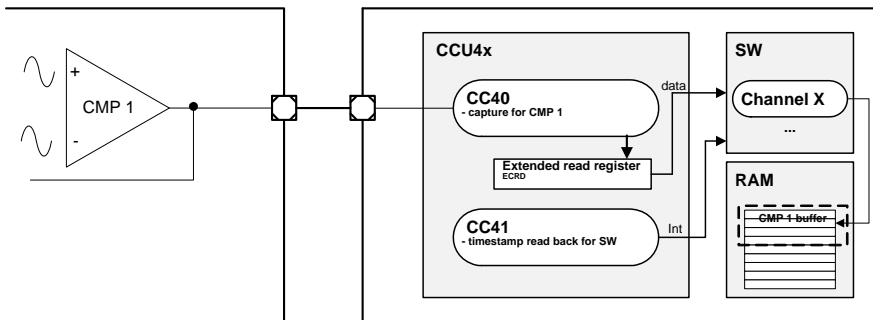 +
CMP 1
-
CCU4x
CC40
- capture for CMP 1
Extended read register
ECRD
CC41
- timestamp read back for SW
data
Int
SW
Channel X
...
RAM
CMP 1 buffer